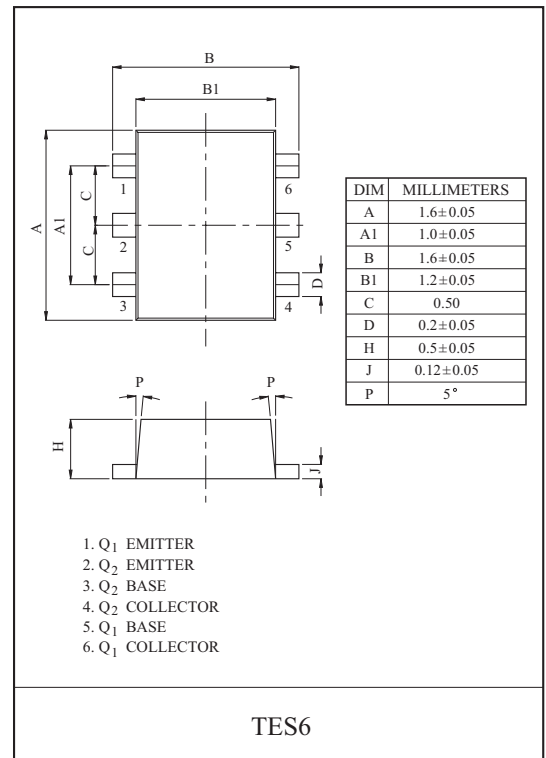 B
B1
A
A1
C
C
D
1
2
3
6
5
4
DIM MILLIMETERS
A 1.6±0.05
A1 1.0±0.05
B 1.6±0.05
B1 1.2±0.05
C 0.50
D 0.2±0.05
H 0.5±0.05
J 0.12±0.05
P 5°
P
P
H
J
1. Q1 EMITTER
2. Q2 EMITTER
3. Q2 BASE
4. Q2 COLLECTOR
5. Q1 BASE
6. Q1 COLLECTOR
TES6